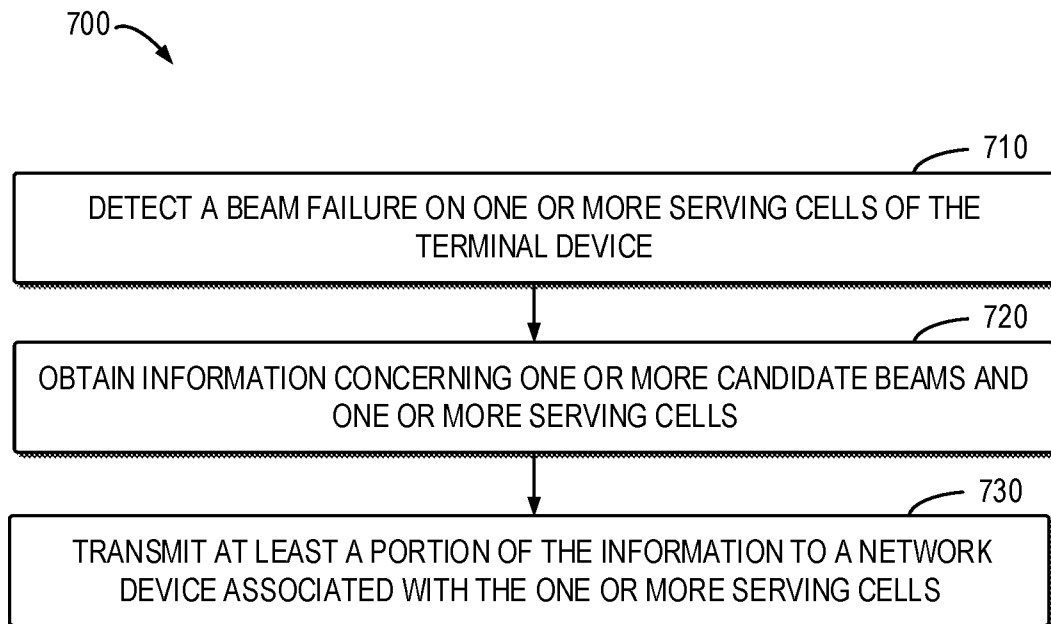 700
710
DETECT A BEAM FAILURE ON ONE OR MORE SERVING CELLS OF THE
TERMINAL DEVICE
720
OBTAIN INFORMATION CONCERNING ONE OR MORE CANDIDATE BEAMS AND
ONE OR MORE SERVING CELLS
730
TRANSMIT AT LEAST A PORTION OF THE INFORMATION TO A NETWORK
DEVICE ASSOCIATED WITH THE ONE OR MORE SERVING CELLS